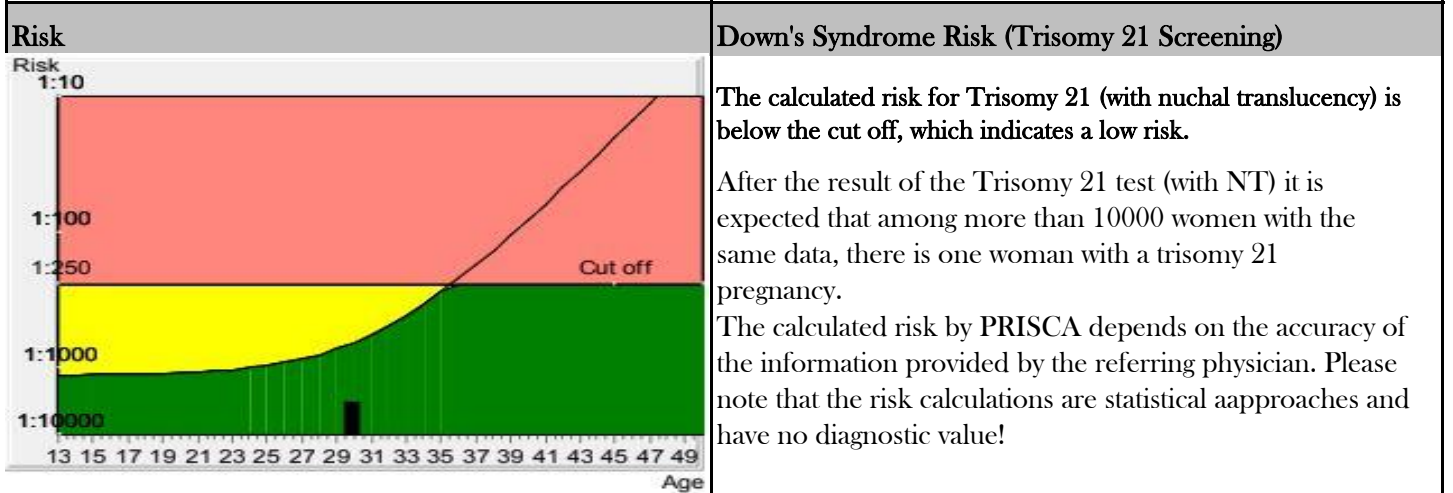 Risk
Down's Syndrome Risk (Trisomy 21 Screening)
Risk
1:10
1:100
1:250
Cut off
1:1000
1:10000
13 15 17 19 21 23 25 27 29 31 33 35 37 39 41 43 45 47 49
Age
The calculated risk for Trisomy 21 (with nuchal translucency) is
below the cut off, which indicates a low risk.
After the result of the Trisomy 21 test (with NT) it is
expected that among more than 10000 women with the
same data, there is one woman with a trisomy 21
pregnancy.
The calculated risk by PRISCA depends on the accuracy of
the information provided by the referring physician. Please
note that the risk calculations are statistical aapproaches and
have no diagnostic value!